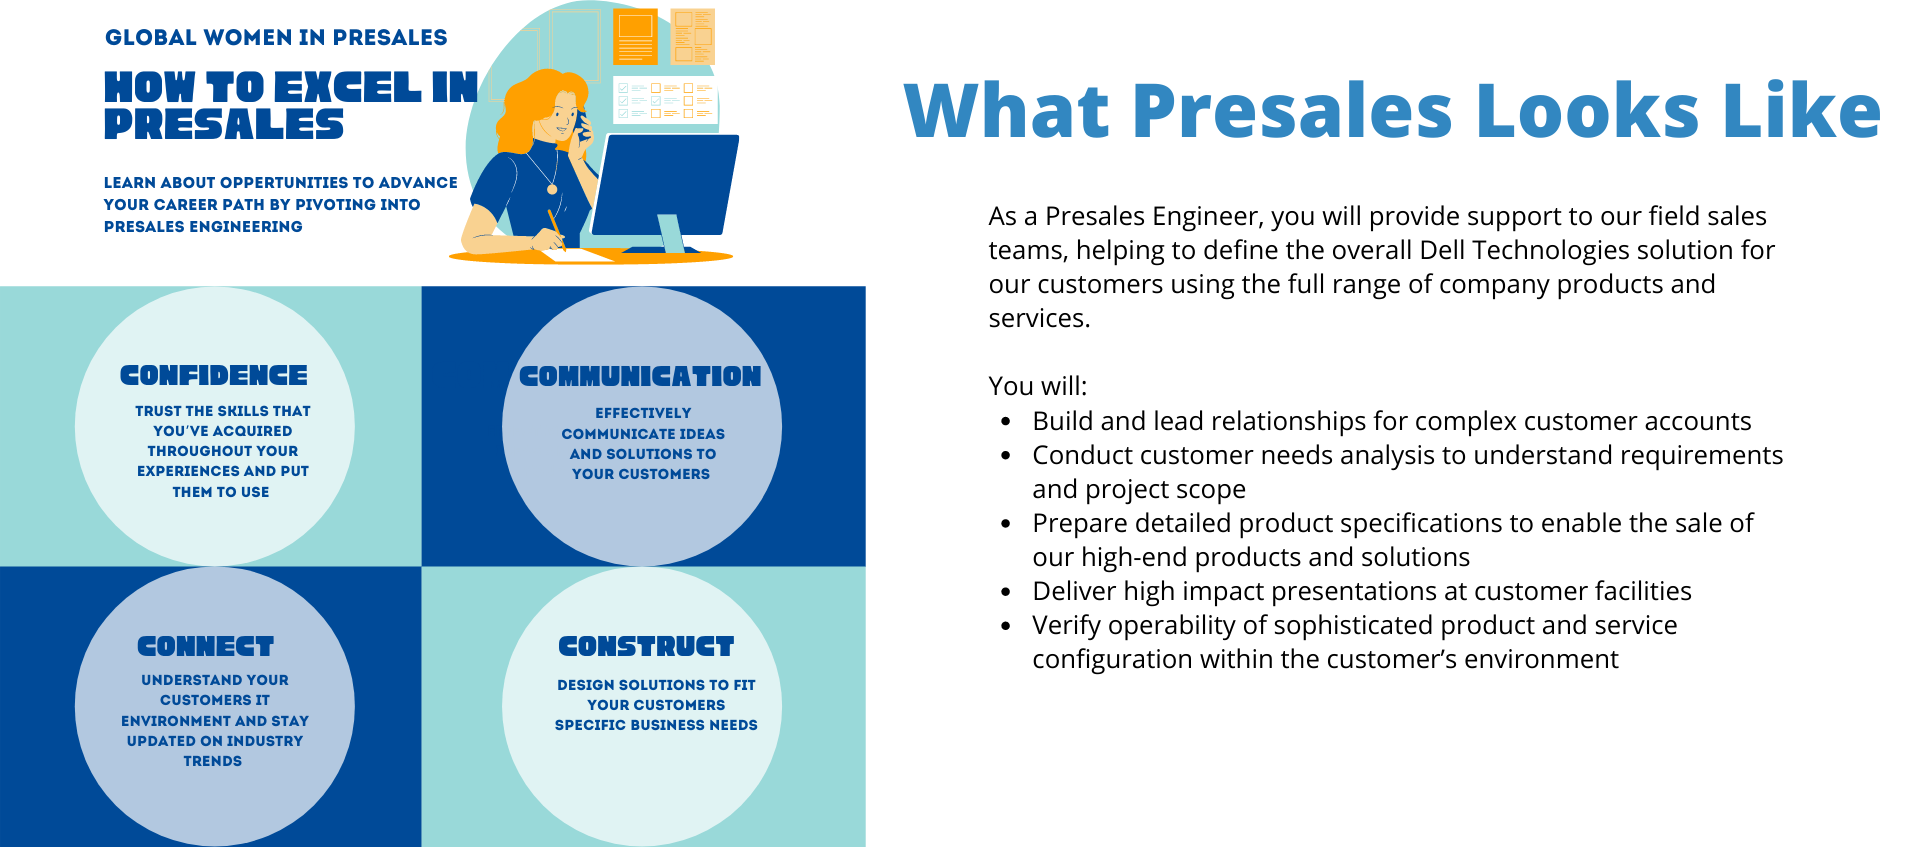 GLOBAL WOMEN IN PRESALES
HOW TO EXCEL IN
PRESALES
LEARN ABOUT OPPERTUNITIES TO ADVANCE
YOUR CAREER PATH BY PIVOTING INTO
PRESALES ENGINEERING
CONFIDENCE
TRUST THE SKILLS THAT
YOU'VE ACQUIRED
THROUGHOUT YOUR
EXPERIENCES AND PUT
THEM TO USE
COMMUNICATION
EFFECTIVELY
COMMUNICATE IDEAS
AND SOLUTIONS TO
YOUR CUSTOMERS
CONNECT
UNDERSTAND YOUR
CUSTOMERS IT
ENVIRONMENT AND STAY
UPDATED ON INDUSTRY
TRENDS
CONSTRUCT
DESIGN SOLUTIONS TO FIT
YOUR CUSTOMERS
SPECIFIC BUSINESS NEEDS
What Presales Looks Like
As a Presales Engineer, you will provide support to our field sales
teams, helping to define the overall Dell Technologies solution for
our customers using the full range of company products and
services.
You will:
• Build and lead relationships for complex customer accounts
• Conduct customer needs analysis to understand requirements
and project scope
• Prepare detailed product specifications to enable the sale of
our high-end products and solutions
• Deliver high impact presentations at customer facilities
• Verify operability of sophisticated product and service
configuration within the customer’s environment